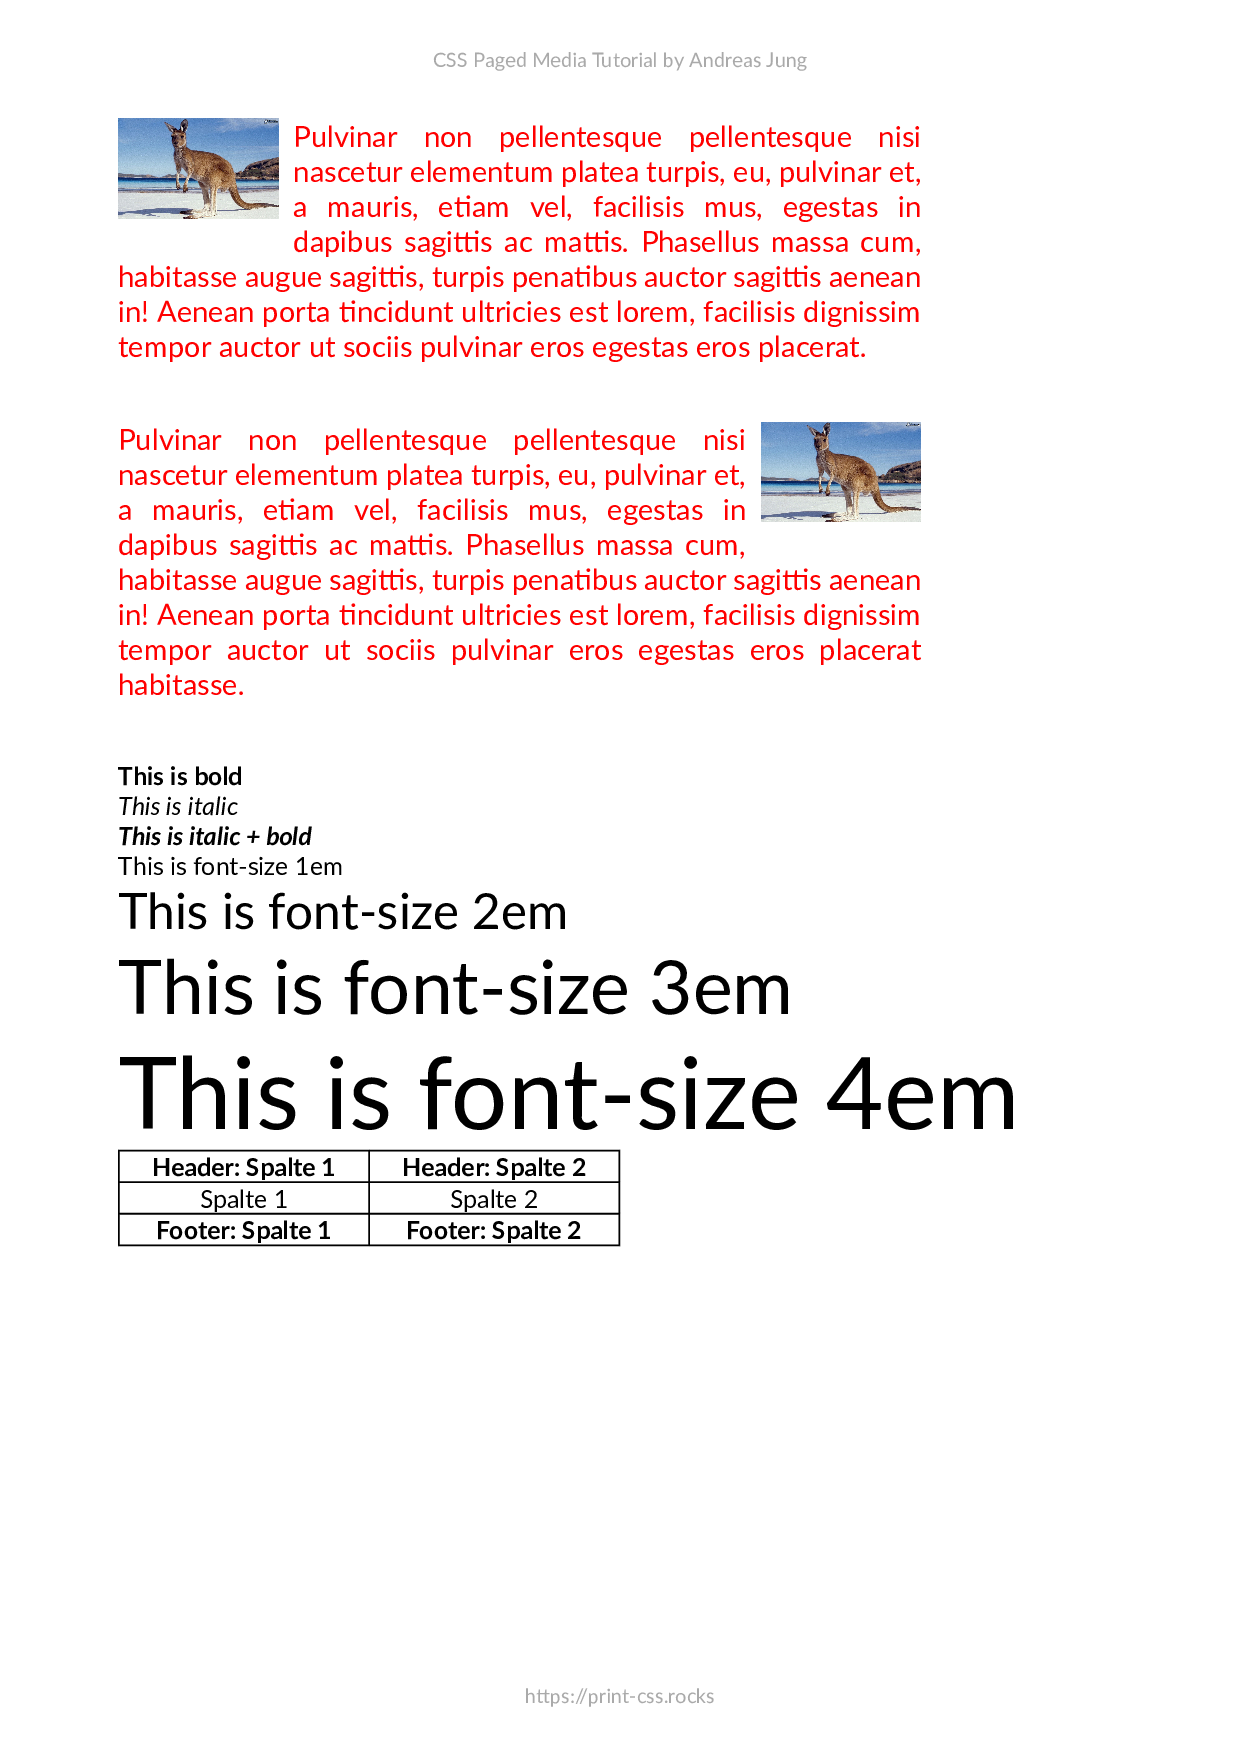 CSS Paged Media Tutorial by Andreas Jung
Pulvinar non pellentesque pellentesque nisi
nascetur elementum platea turpis, eu, pulvinar et,
a mauris, etiam vel, facilisis mus, egestas in
dapibus sagittis ac mattis. Phasellus massa cum,
habitasse augue sagittis, turpis penatibus auctor sagittis aenean
in! Aenean porta tincidunt ultricies est lorem, facilisis dignissim
tempor auctor ut sociis pulvinar eros egestas eros placerat.
Pulvinar non pellentesque pellentesque nisi
nascetur elementum platea turpis, eu, pulvinar et,
a mauris, etiam vel, facilisis mus, egestas in
dapibus sagittis ac mattis. Phasellus massa cum,
habitasse augue sagittis, turpis penatibus auctor sagittis aenean
in! Aenean porta tincidunt ultricies est lorem, facilisis dignissim
tempor auctor ut sociis pulvinar eros egestas eros placerat
habitasse.
This is bold
This is italic
This is italic + bold
This is font-size 1em
This is font-size 2em
This is font-size 3em
This is font-size 4em
Header: Spalte 1 Header: Spalte 2
Spalte 1 Spalte 2
Footer: Spalte 1 Footer: Spalte 2
https://print-css.rocks